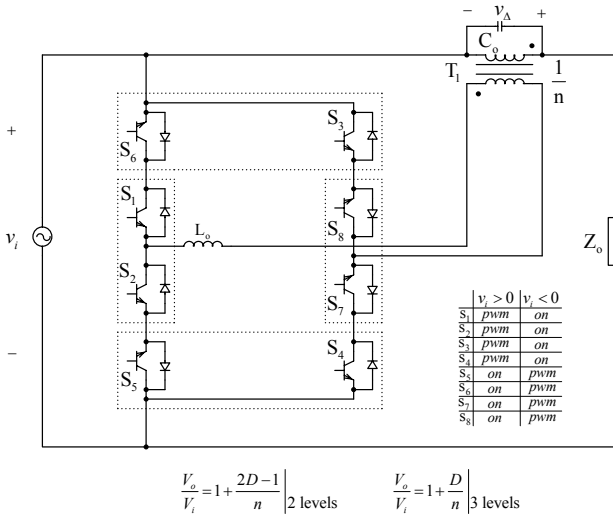 − v_Δ +
C_o
T_1
1/n
S_3
+
S_6
S_1
S_8
L_o
v_i
Z_o
S_2
S_7
v_i > 0 v_i < 0
s_1 pwm on
s_2 pwm on
s_3 pwm on
s_4 pwm on
s_5 on pwm
s_6 on pwm
s_7 on pwm
s_8 on pwm
−
S_4
S_5
V_o/V_i = 1 + (2D − 1)/n | 2 levels
V_o/V_i = 1 + D/n | 3 levels